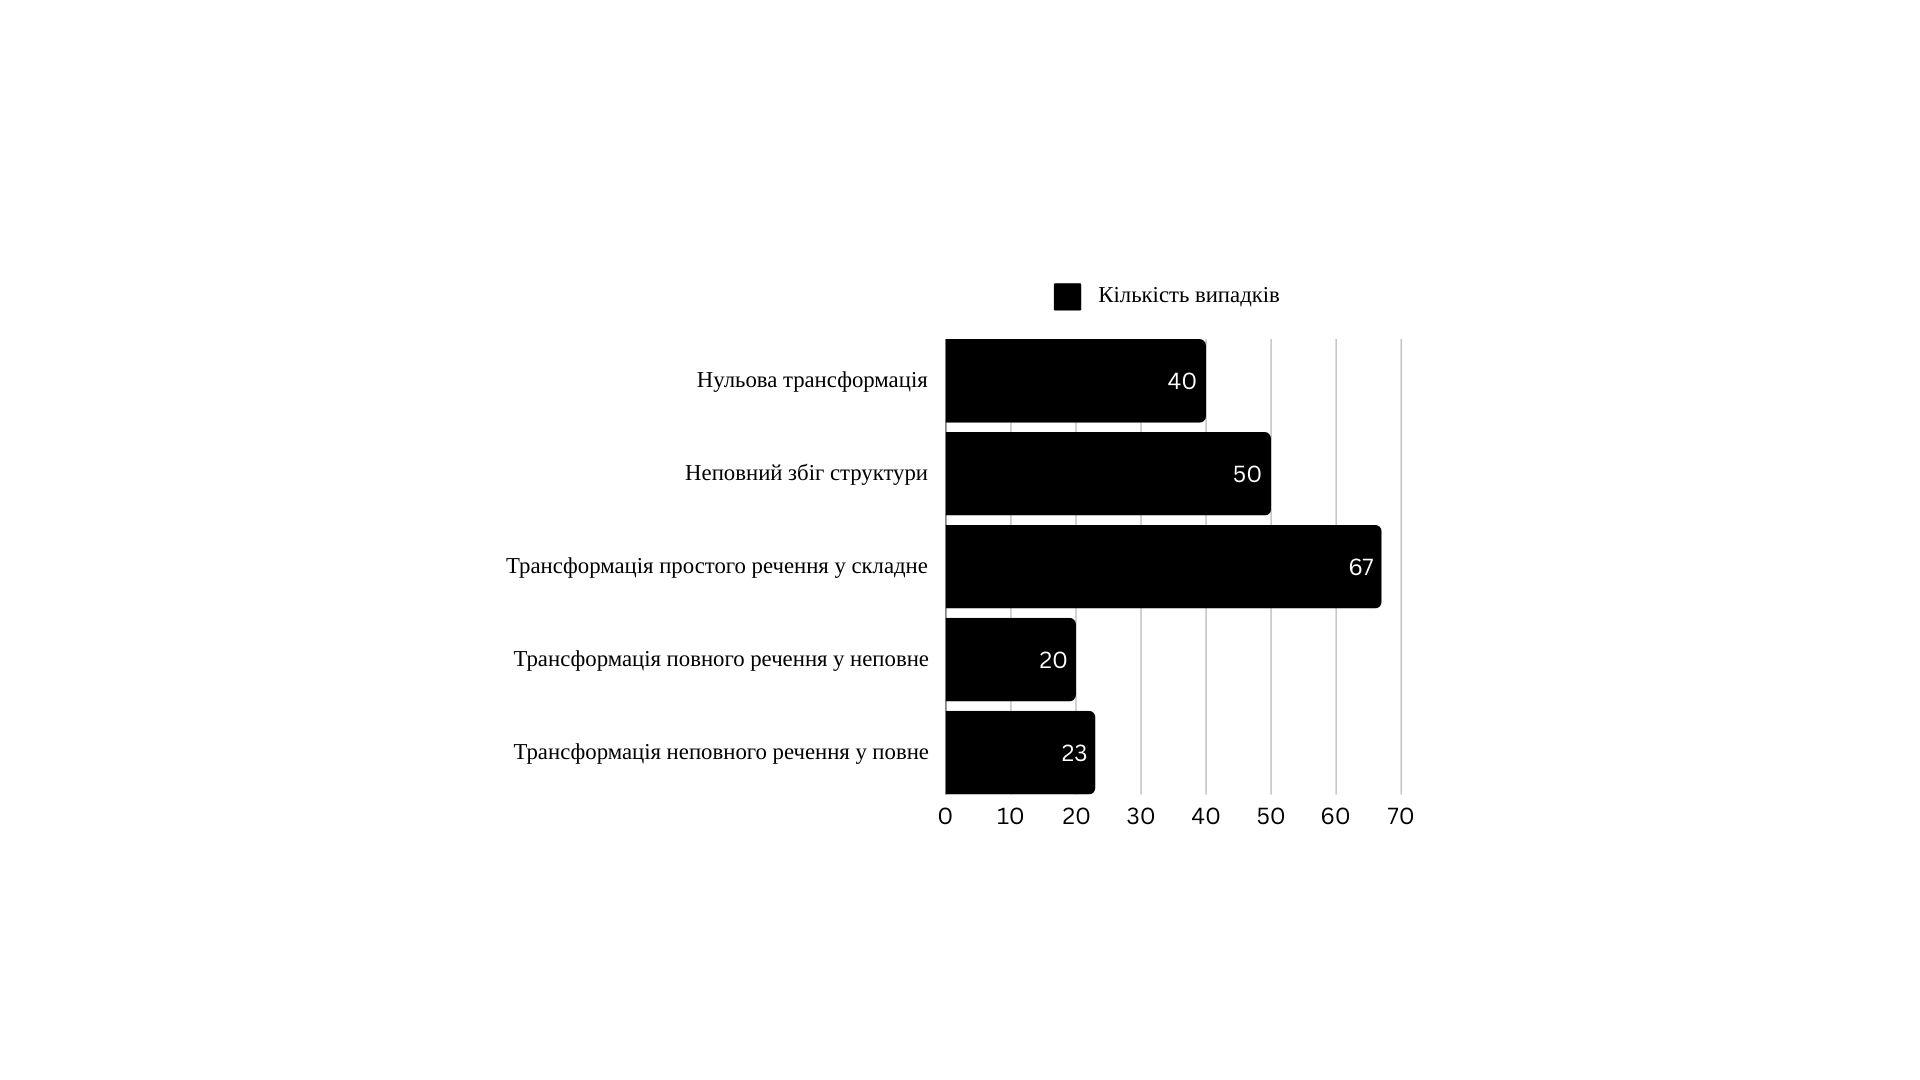 Кількість випадків
Нульова трансформація
40
Неповний збіг структури
50
Трансформація простого речення у складне
67
Трансформація повного речення у неповне
20
Трансформація неповного речення у повне
23
0 10 20 30 40 50 60 70